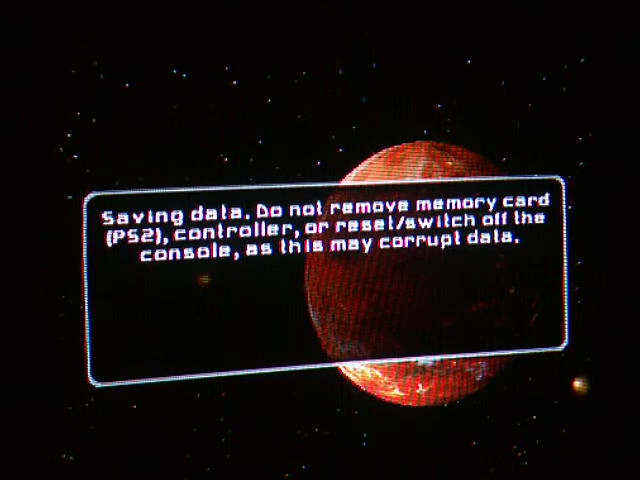 Saving data. Do not remove memory card
(PS2), controller, or reset/switch off the
console, as this may corrupt data.